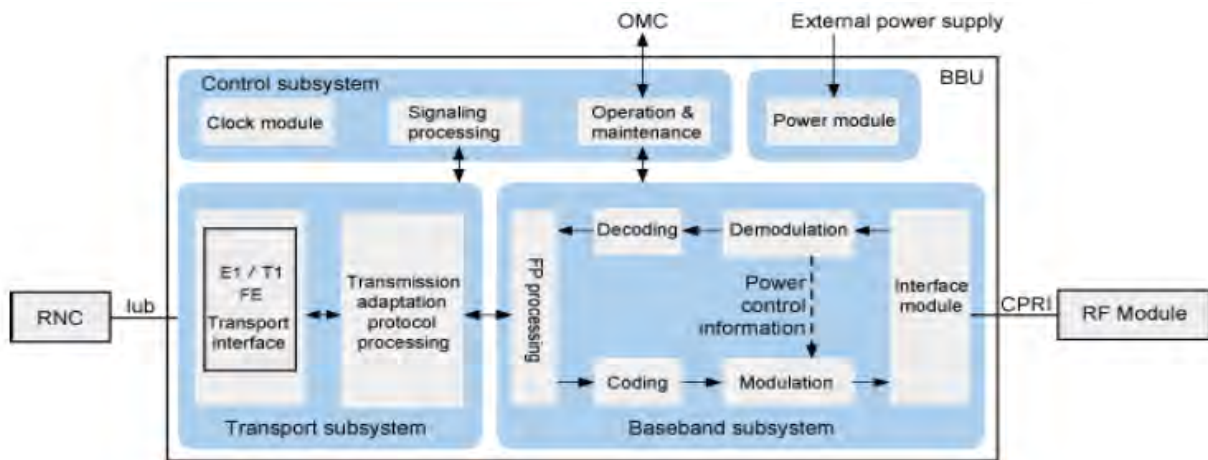 OMC
External power supply
BBU
Control subsystem
Clock module
Signaling
processing
Operation &
maintenance
Power module
RNC
Iub
E1 / T1
FE
Transport
interface
Transmission
adaptation
protocol
processing
Transport subsystem
FP processing
Decoding
Demodulation
Power
control
information
Coding
Modulation
Interface
module
Baseband subsystem
CPRI
RF Module